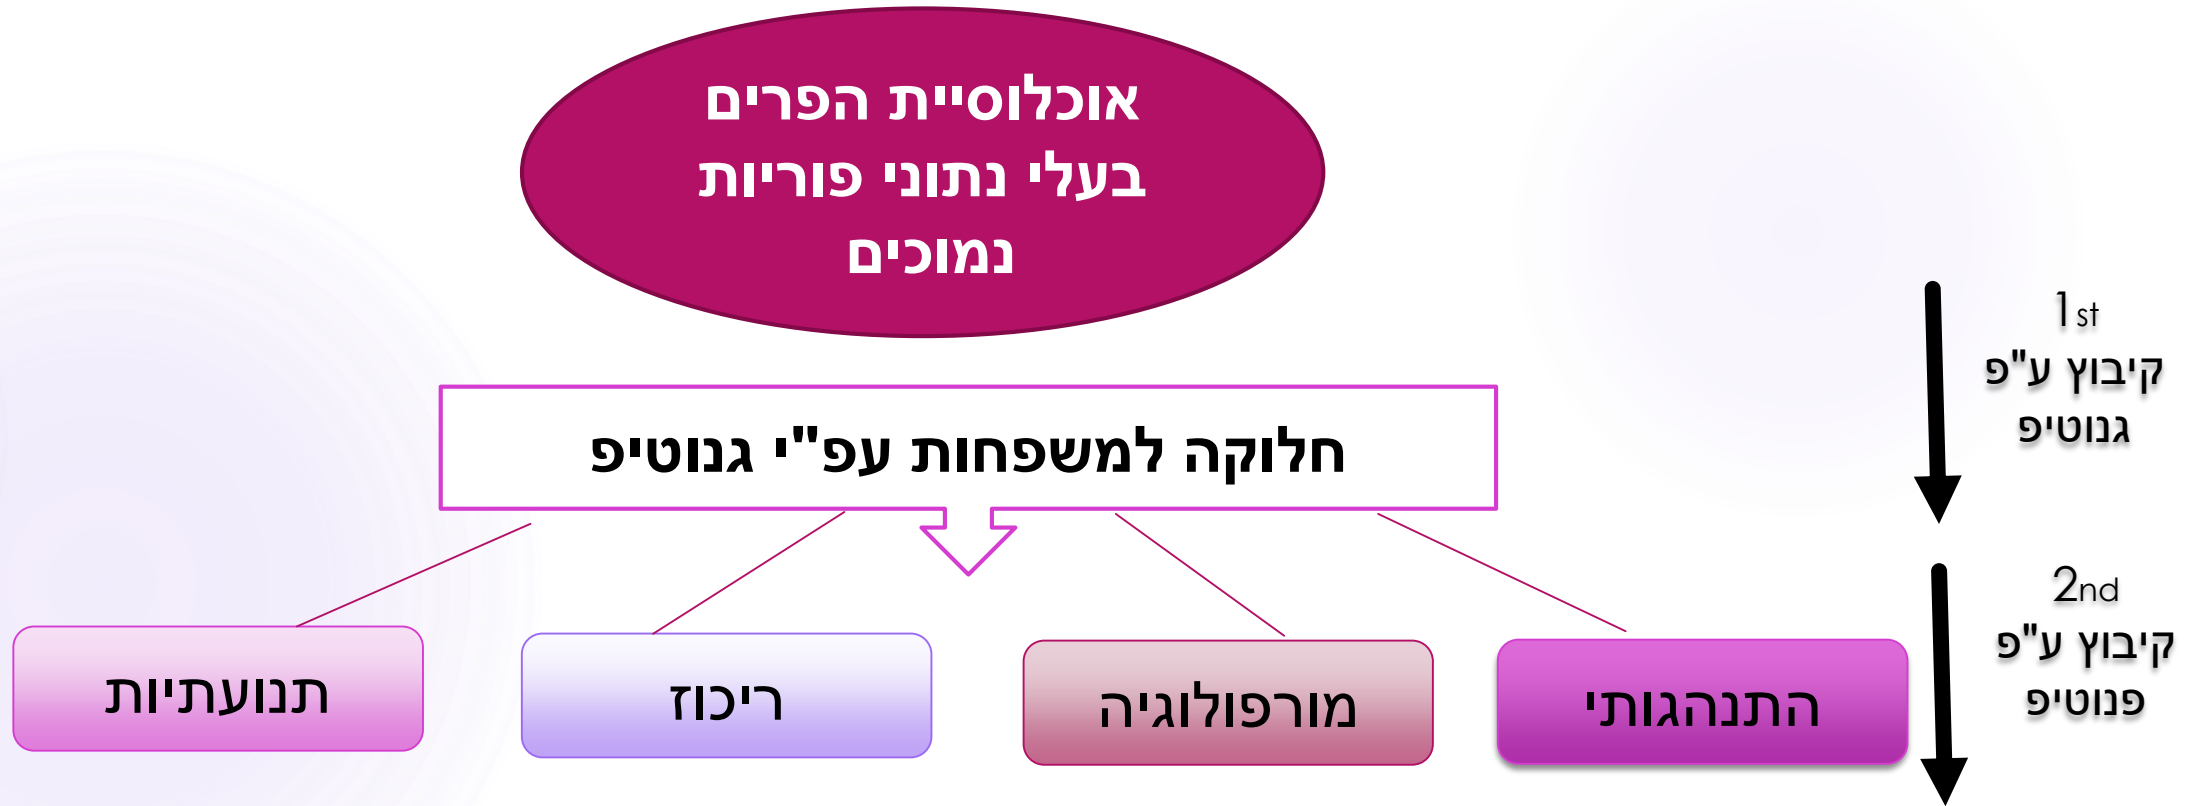 אוכלוסיית הפרים
בעלי נתוני פוריות
נמוכים
1st
קיבוץ ע"פ
גנוטיפ
חלוקה למשפחות עפ"י גנוטיפ
2nd
קיבוץ ע"פ
פנוטיפ
התנהגותי
מורפולוגיה
ריכוז
תנועתיות